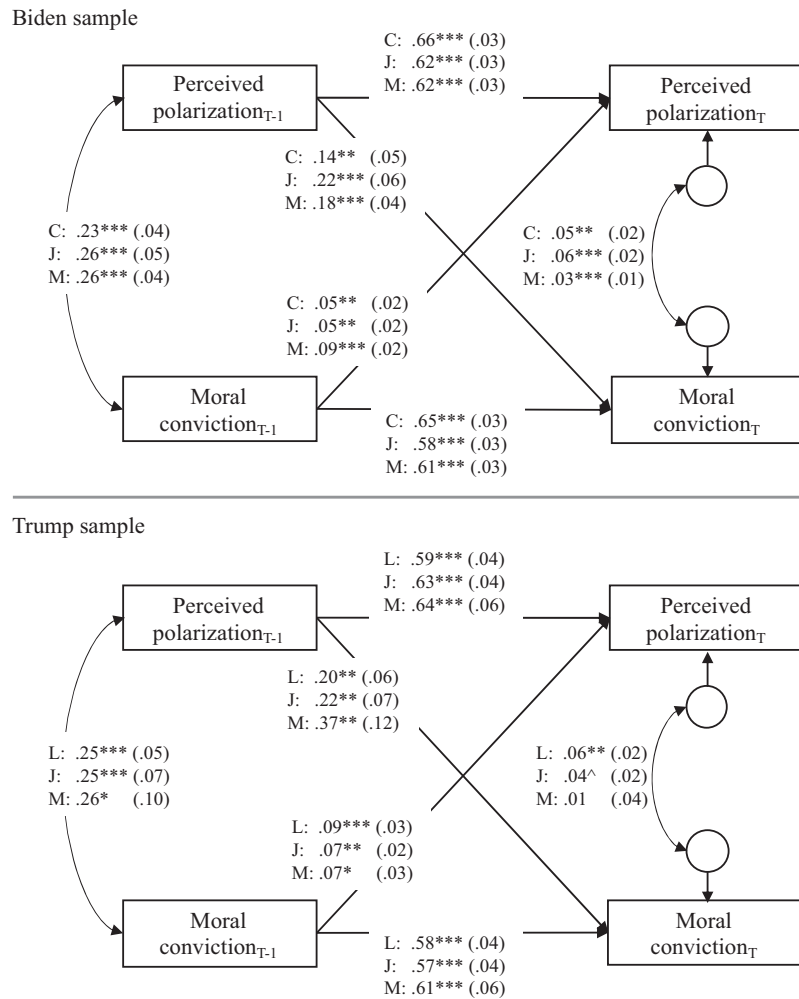 Biden sample
C: .66*** (.03)
J: .62*** (.03)
M: .62*** (.03)
Perceived
polarizationT-1
Perceived
polarizationT
C: .14** (.05)
J: .22*** (.06)
M: .18*** (.04)
C: .23*** (.04)
J: .26*** (.05)
M: .26*** (.04)
C: .05** (.02)
J: .06*** (.02)
M: .03*** (.01)
C: .05** (.02)
J: .05** (.02)
M: .09*** (.02)
Moral
convictionT-1
Moral
convictionT
C: .65*** (.03)
J: .58*** (.03)
M: .61*** (.03)
Trump sample
L: .59*** (.04)
J: .63*** (.04)
M: .64*** (.06)
Perceived
polarizationT-1
Perceived
polarizationT
L: .20** (.06)
J: .22** (.07)
M: .37** (.12)
L: .25*** (.05)
J: .25*** (.07)
M: .26* (.10)
L: .06** (.02)
J: .04^ (.02)
M: .01 (.04)
L: .09*** (.03)
J: .07** (.02)
M: .07* (.03)
Moral
convictionT-1
Moral
convictionT
L: .58*** (.04)
J: .57*** (.04)
M: .61*** (.06)